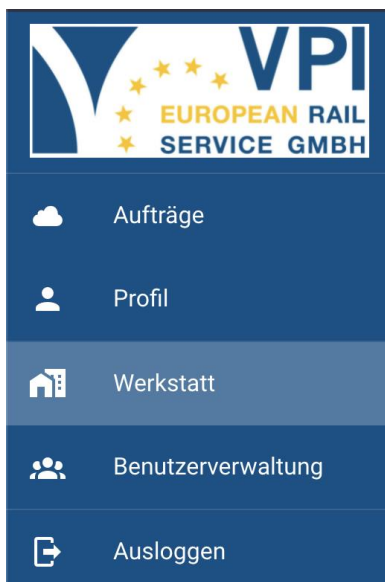 VPI
EUROPEAN RAIL
SERVICE GMBH
Aufträge
Profil
Werkstatt
Benutzerverwaltung
Ausloggen